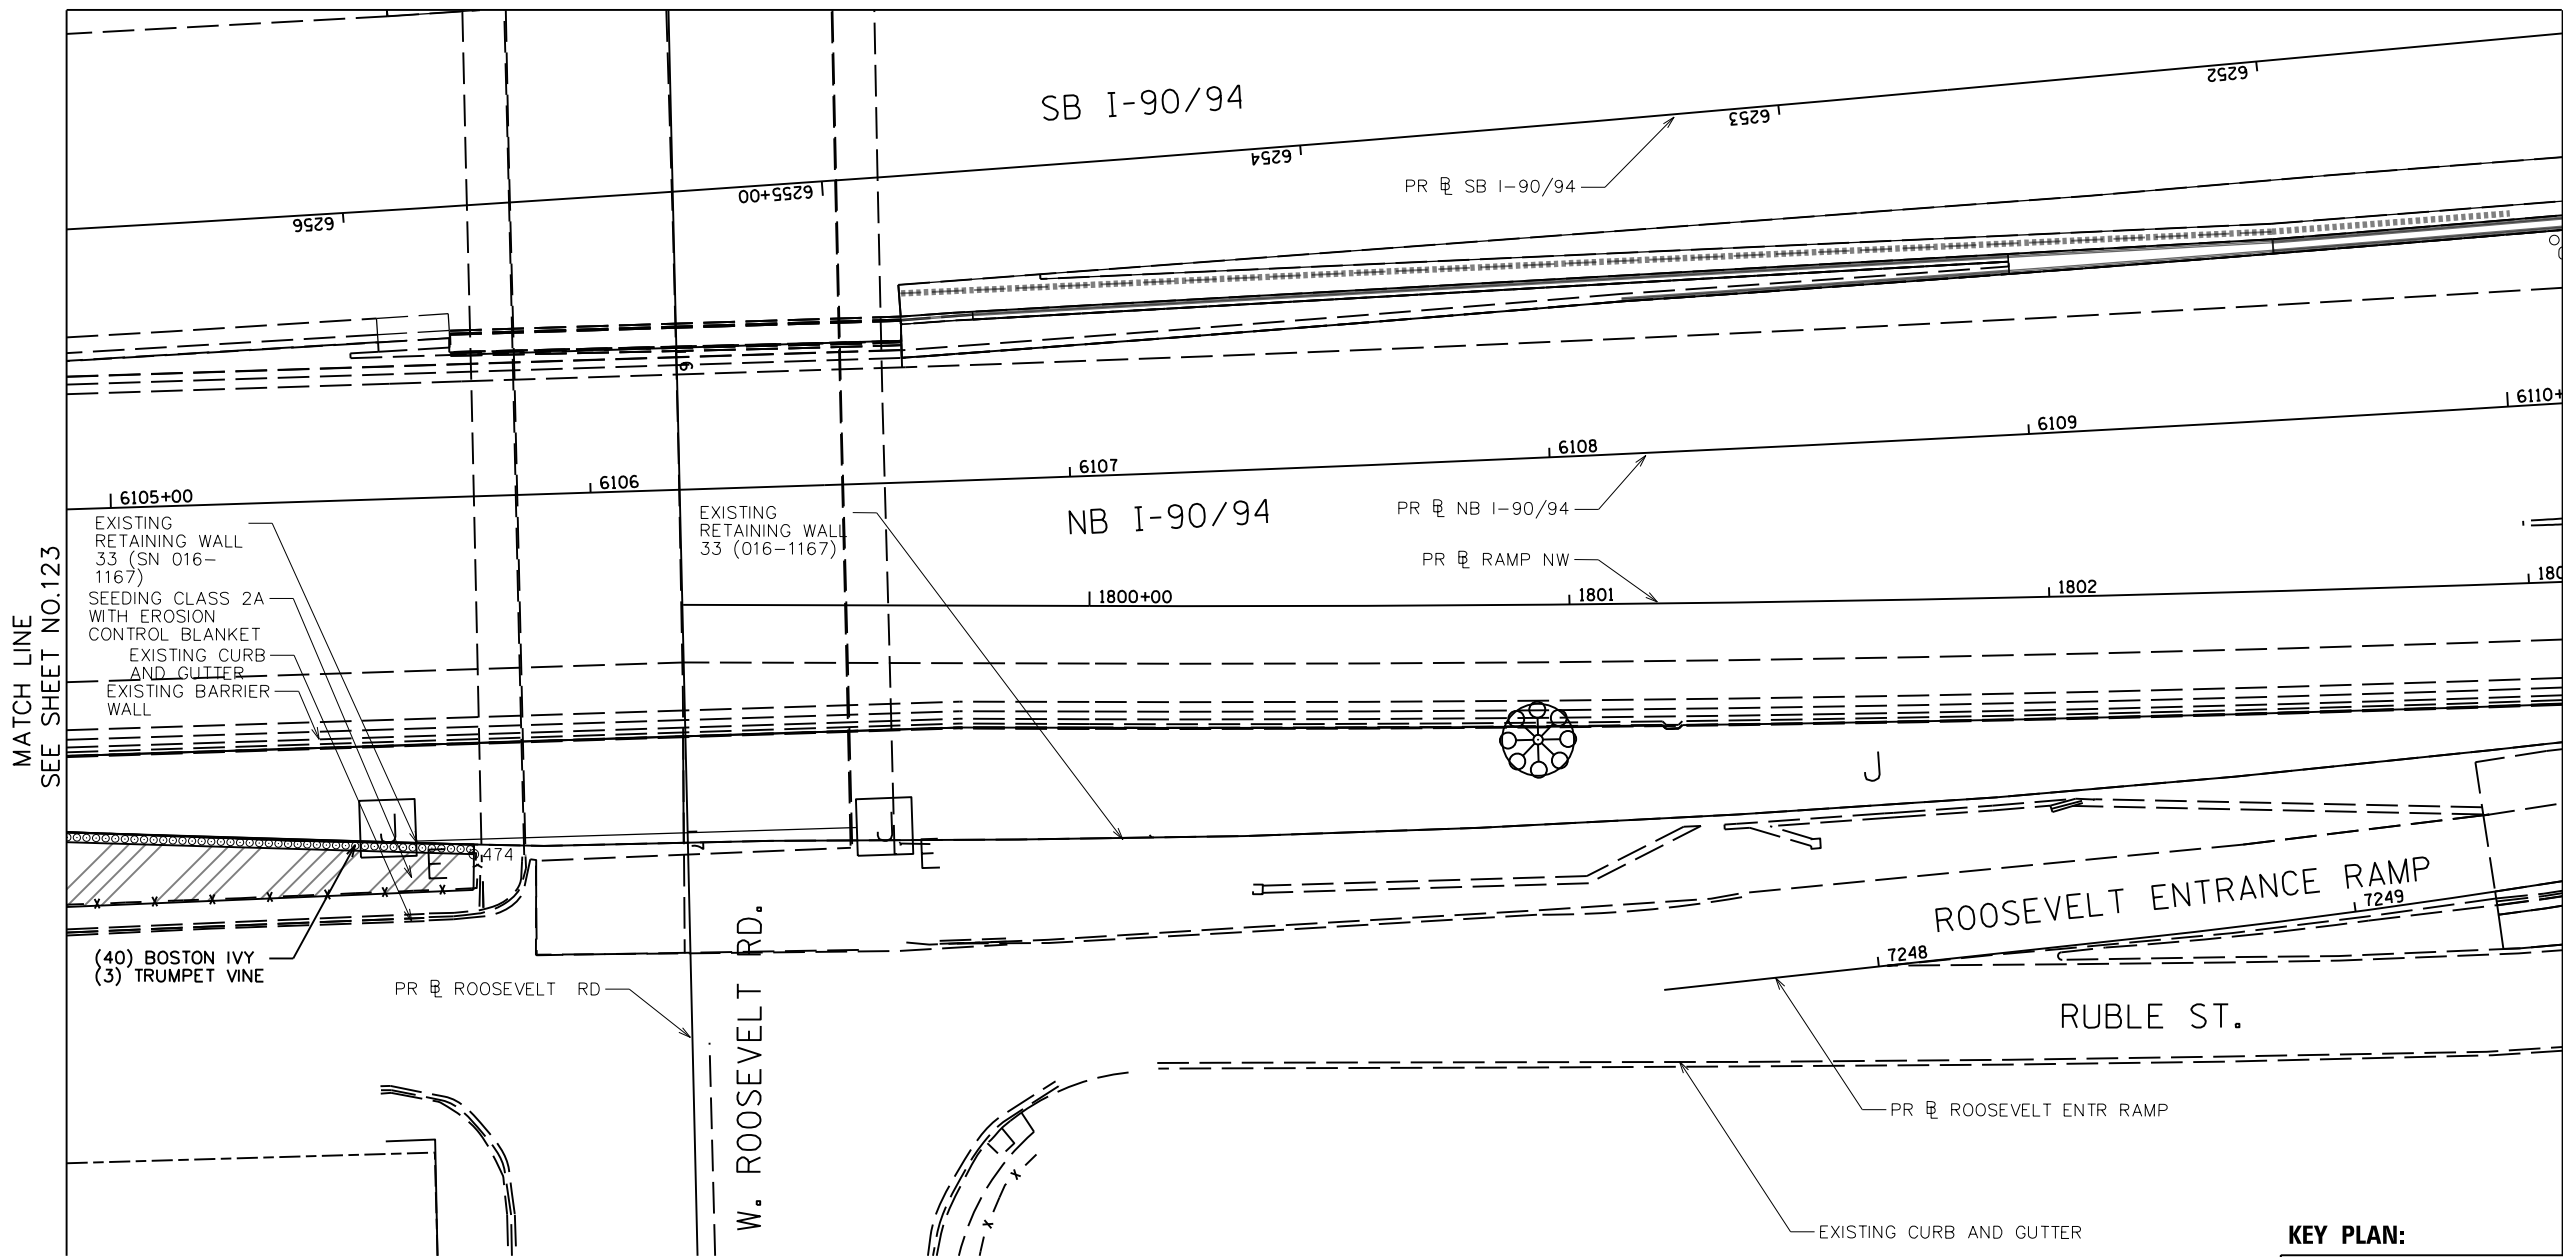 SB I-90/94
6252
6253
6254
6255+00
6256
PR ℄ SB I-90/94
6110+
6109
6108
6107
6106
6105+00
6
NB I-90/94
PR ℄ NB I-90/94
PR ℄ RAMP NW
1800+00
1801
1802
180
EXISTING
RETAINING WALL
33 (SN 016-
1167)
SEEDING CLASS 2A
WITH EROSION
CONTROL BLANKET
EXISTING CURB
AND GUTTER
EXISTING BARRIER
WALL
EXISTING
RETAINING WALL
33 (016-1167)
MATCH LINE
SEE SHEET NO.123
J
J
J
E
E
474
7
(40) BOSTON IVY
(3) TRUMPET VINE
PR ℄ ROOSEVELT RD
W. ROOSEVELT RD.
ROOSEVELT ENTRANCE RAMP
7249
7248
RUBLE ST.
PR ℄ ROOSEVELT ENTR RAMP
EXISTING CURB AND GUTTER
KEY PLAN: